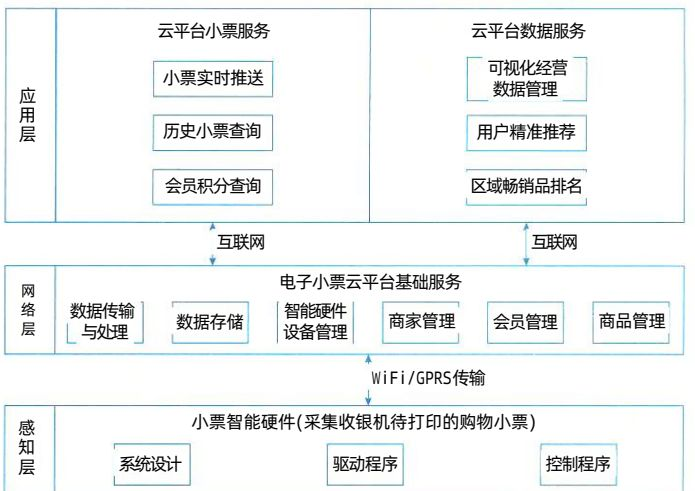 应用层
云平台小票服务
小票实时推送
历史小票查询
会员积分查询
云平台数据服务
可视化经营
数据管理
用户精准推荐
区域畅销品排名
互联网
互联网
网络层
电子小票云平台基础服务
数据传输
与处理
数据存储
智能硬件
设备管理
商家管理
会员管理
商品管理
WiFi/GPRS传输
感知层
小票智能硬件(采集收银机待打印的购物小票)
系统设计
驱动程序
控制程序